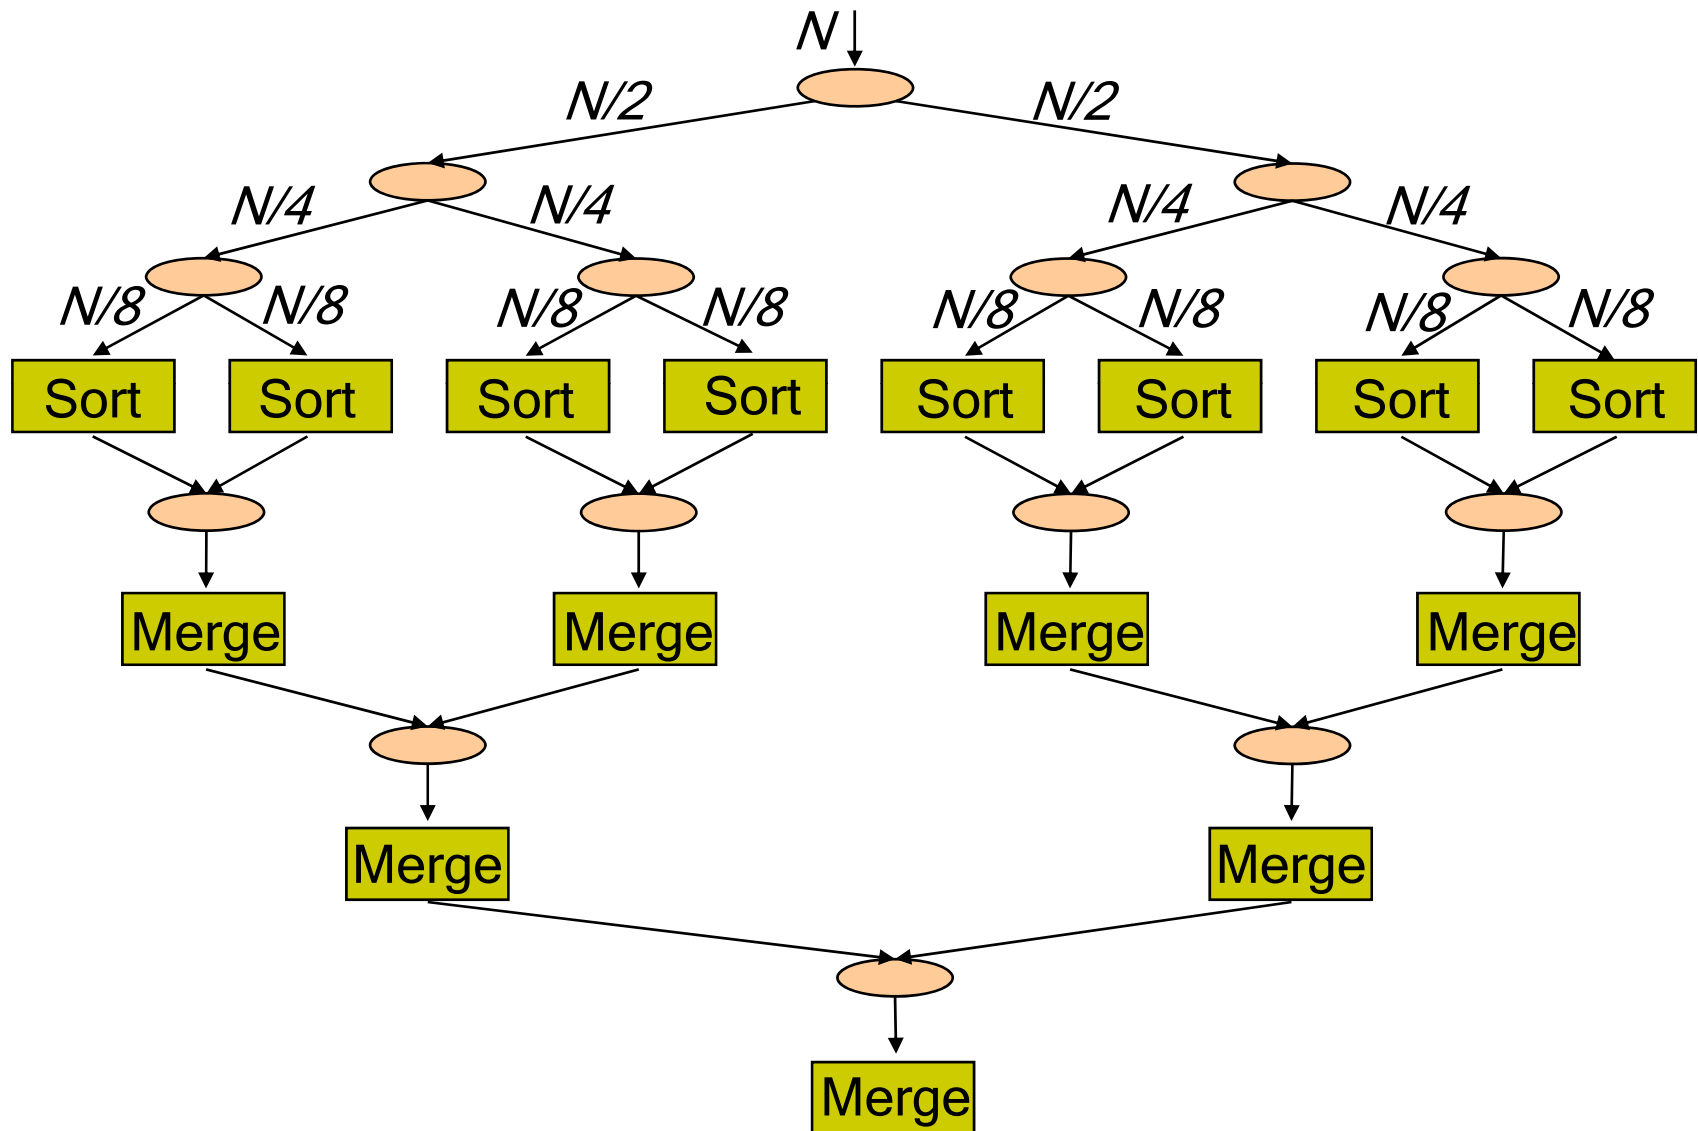 N
N/2 N/2
N/4 N/4 N/4 N/4
N/8 N/8 N/8 N/8 N/8 N/8 N/8 N/8
Sort Sort Sort Sort Sort Sort Sort Sort
Merge Merge Merge Merge
Merge Merge
Merge